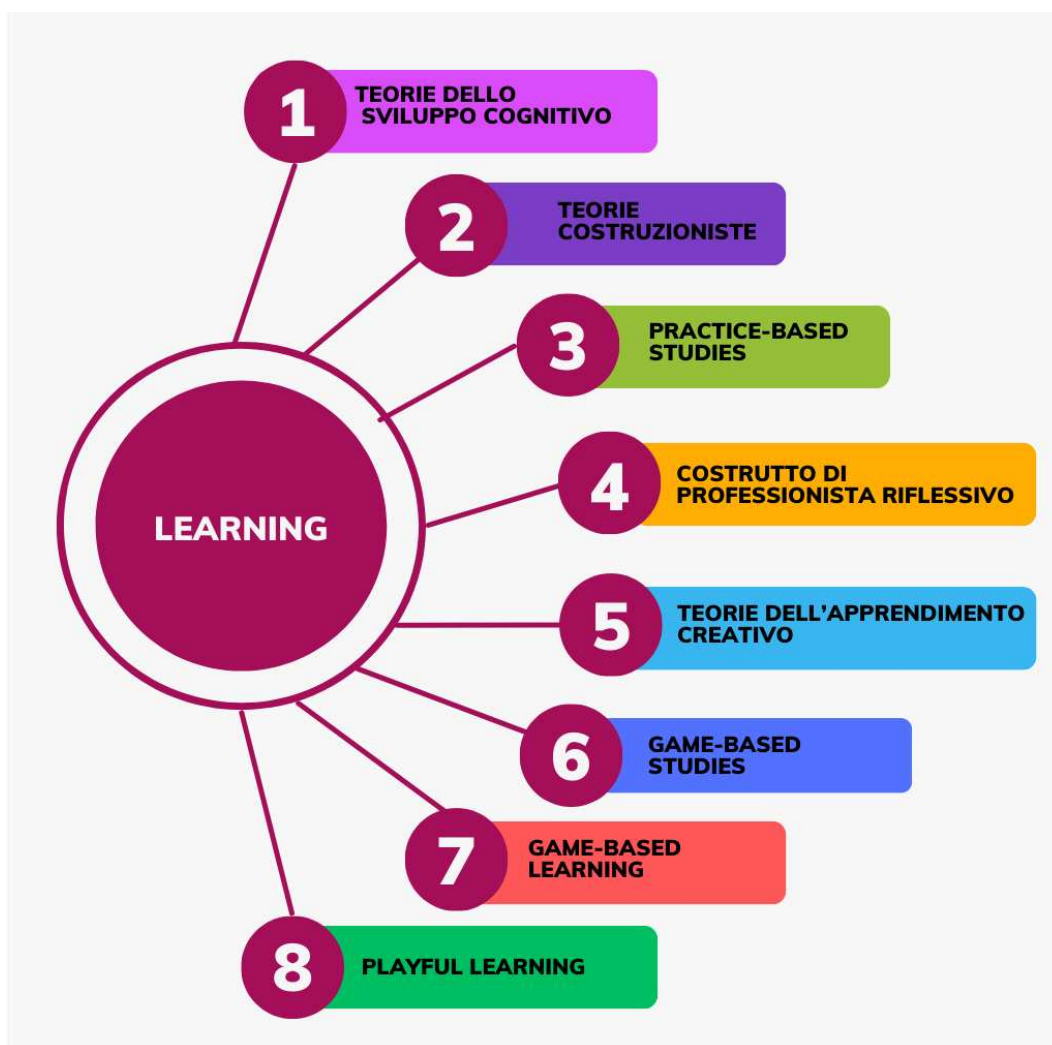 1
TEORIE DELLO
SVILUPPO COGNITIVO
2
TEORIE
COSTRUZIONISTE
3
PRACTICE-BASED
STUDIES
4
COSTRUTTO DI
PROFESSIONISTA RIFLESSIVO
LEARNING
5
TEORIE DELL'APPRENDIMENTO
CREATIVO
6
GAME-BASED
STUDIES
7
GAME-BASED
LEARNING
8
PLAYFUL LEARNING